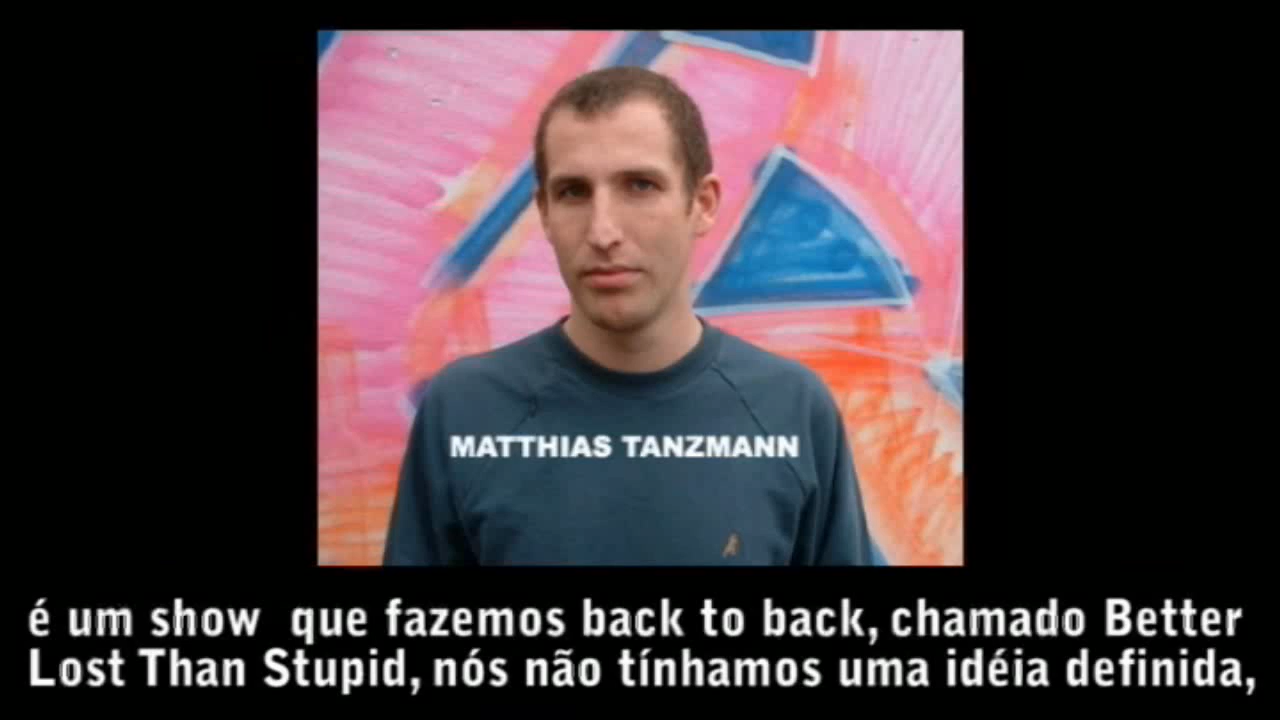 MATTHIAS TANZMANN
é um show que fazemos back to back, chamado Better
Lost Than Stupid, nós não tínhamos uma idéia definida,